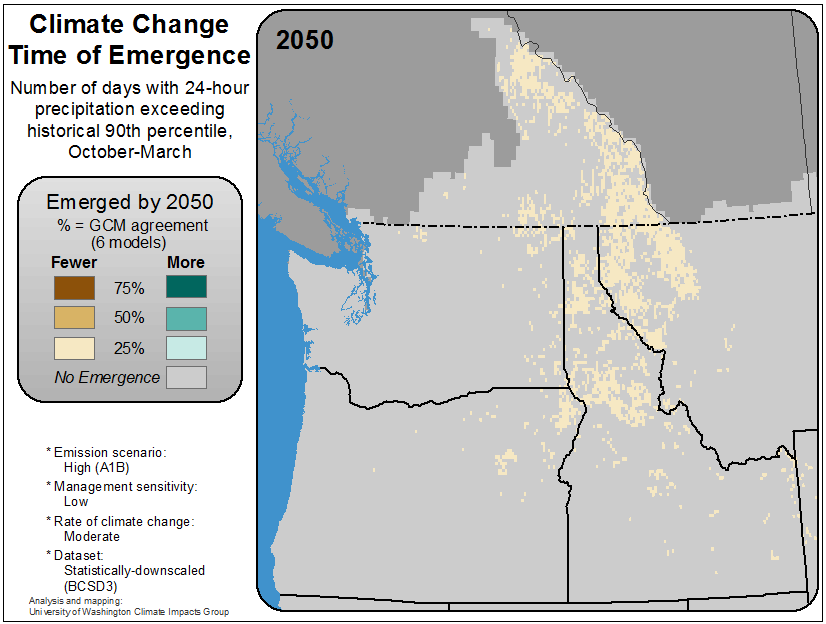 Climate Change
Time of Emergence
Number of days with 24-hour
precipitation exceeding
historical 90th percentile,
October-March
2050
Emerged by 2050
% = GCM agreement
(6 models)
Fewer More
75%
50%
25%
No Emergence
* Emission scenario:
High (A1B)
* Management sensitivity:
Low
* Rate of climate change:
Moderate
* Dataset:
Statistically-downscaled
(BCSD3)
Analysis and mapping:
University of Washington Climate Impacts Group